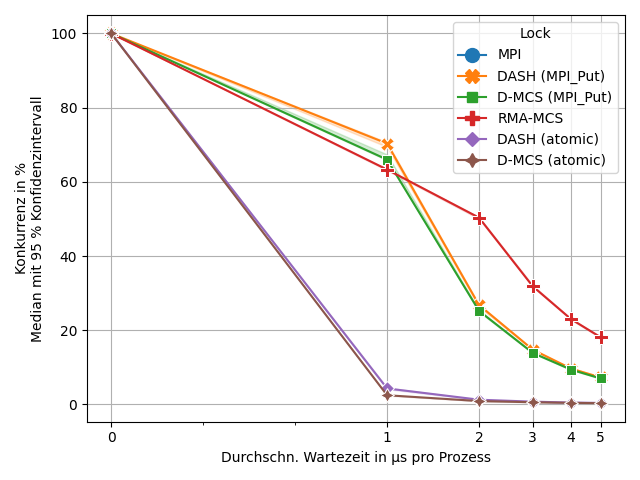 Konkurrenz in %
Median mit 95 % Konfidenzintervall
100
80
60
40
20
0
Lock
MPI
DASH (MPI_Put)
D-MCS (MPI_Put)
RMA-MCS
DASH (atomic)
D-MCS (atomic)
0
1
2
3
4
5
Durchschn. Wartezeit in µs pro Prozess